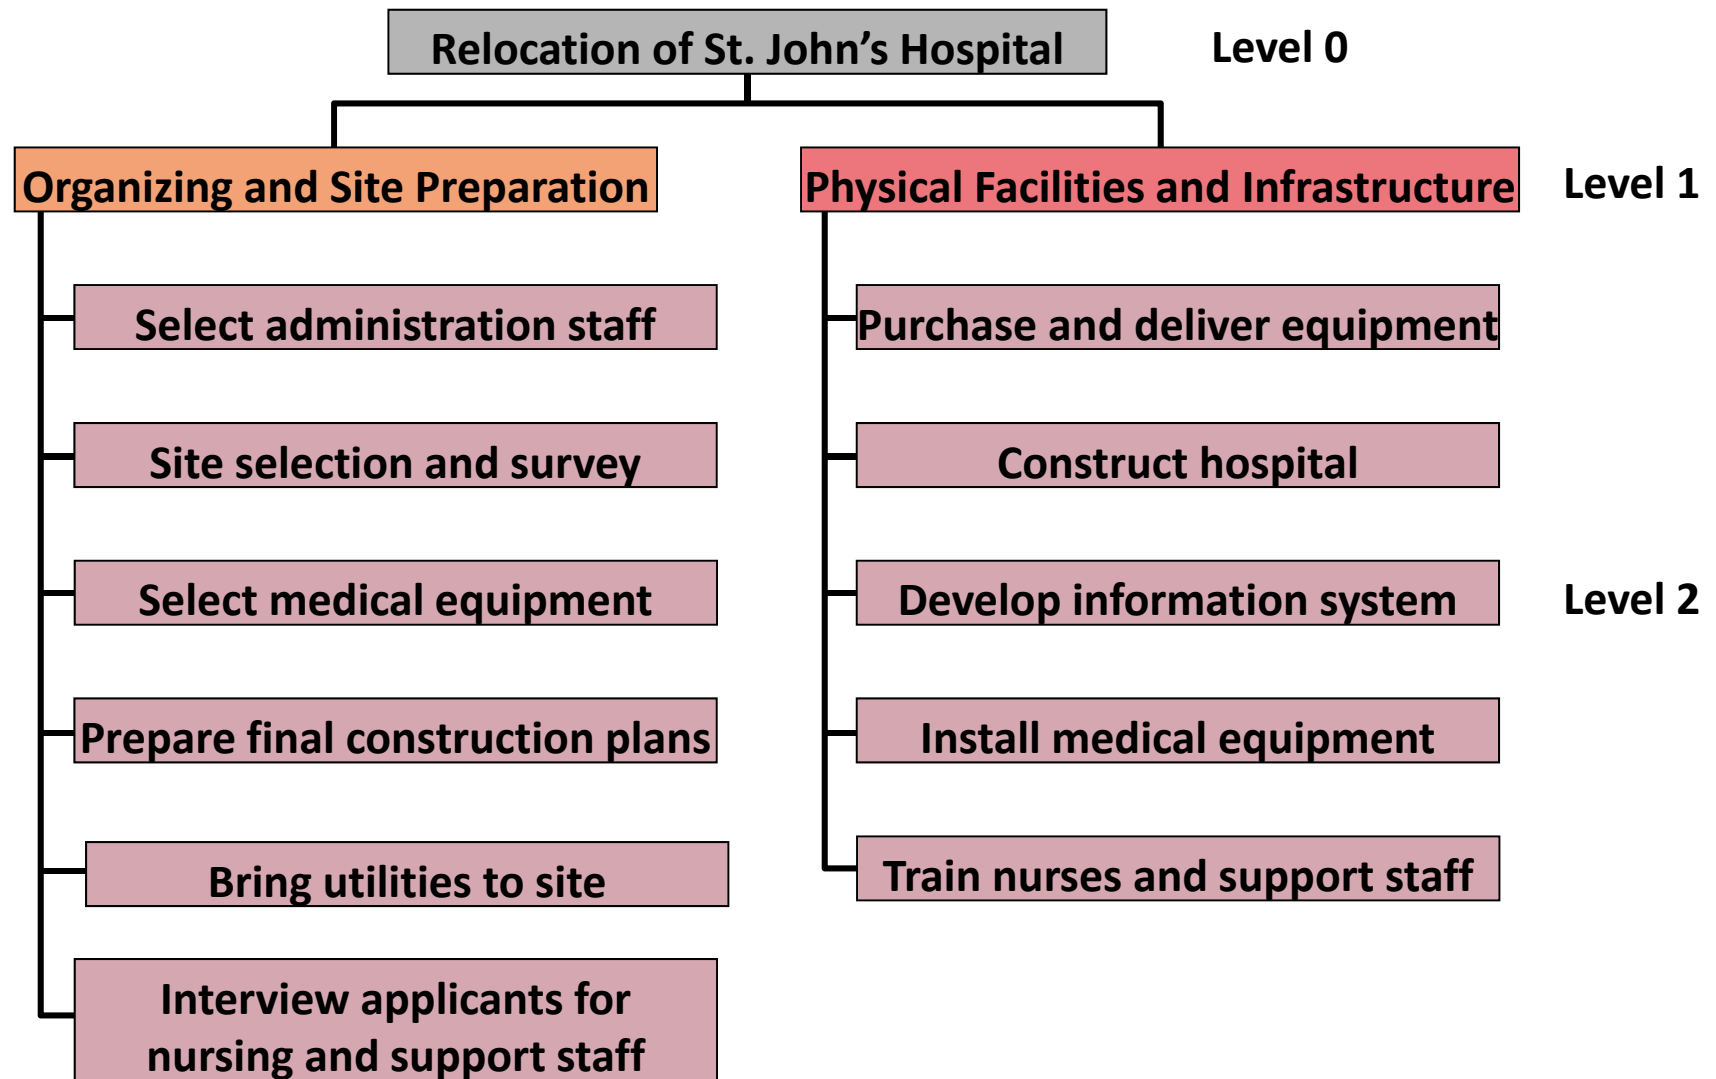 Relocation of St. John’s Hospital
Level 0
Organizing and Site Preparation
Physical Facilities and Infrastructure
Level 1
Select administration staff
Purchase and deliver equipment
Site selection and survey
Construct hospital
Select medical equipment
Develop information system
Level 2
Prepare final construction plans
Install medical equipment
Bring utilities to site
Train nurses and support staff
Interview applicants for
nursing and support staff